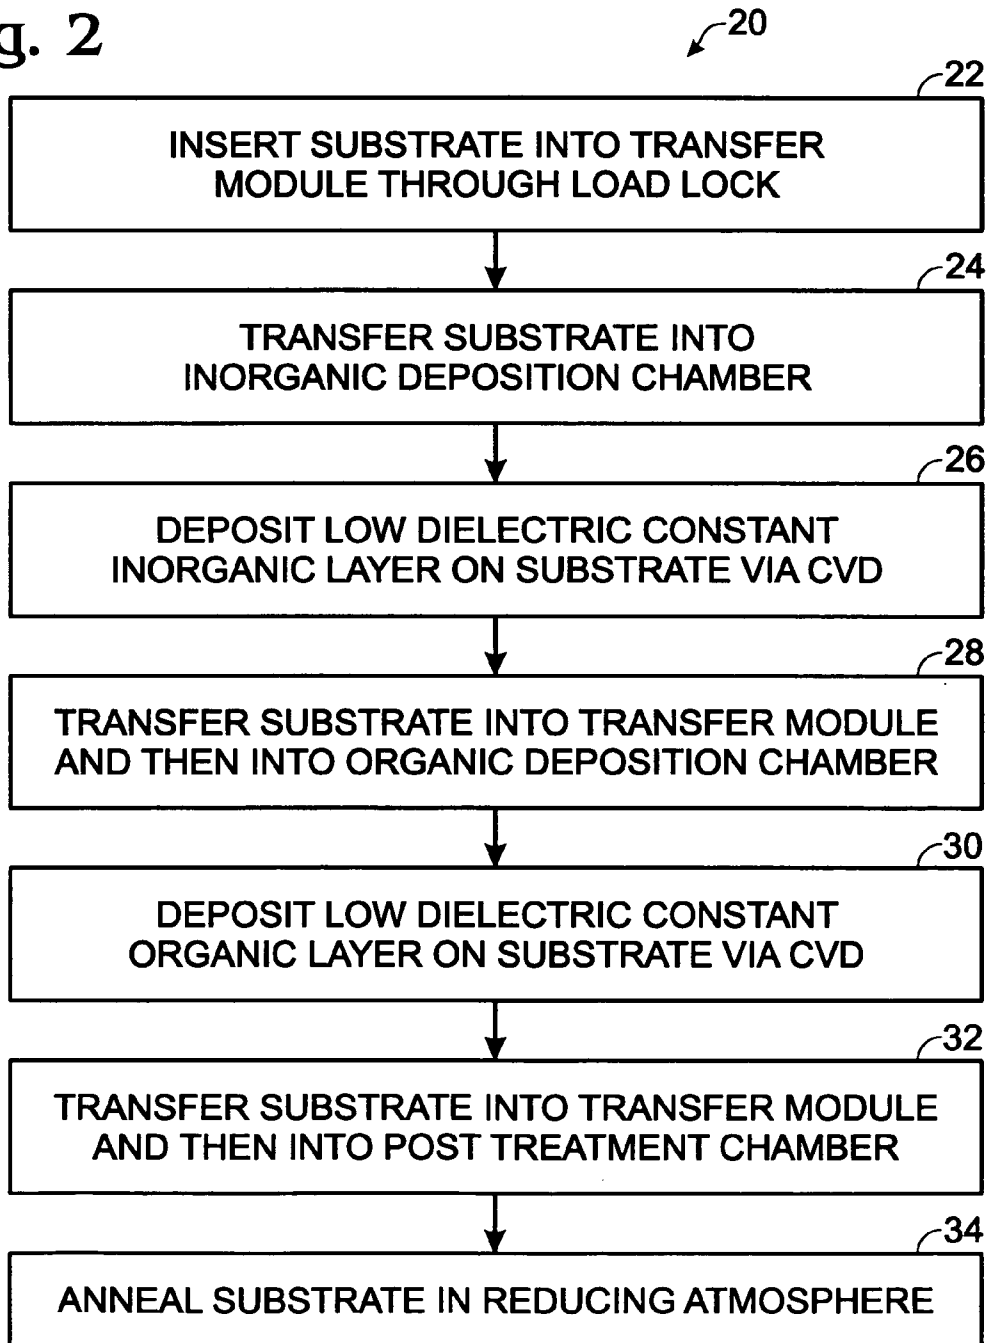 g. 2
20
22
INSERT SUBSTRATE INTO TRANSFER
MODULE THROUGH LOAD LOCK
24
TRANSFER SUBSTRATE INTO
INORGANIC DEPOSITION CHAMBER
26
DEPOSIT LOW DIELECTRIC CONSTANT
INORGANIC LAYER ON SUBSTRATE VIA CVD
28
TRANSFER SUBSTRATE INTO TRANSFER MODULE
AND THEN INTO ORGANIC DEPOSITION CHAMBER
30
DEPOSIT LOW DIELECTRIC CONSTANT
ORGANIC LAYER ON SUBSTRATE VIA CVD
32
TRANSFER SUBSTRATE INTO TRANSFER MODULE
AND THEN INTO POST TREATMENT CHAMBER
34
ANNEAL SUBSTRATE IN REDUCING ATMOSPHERE